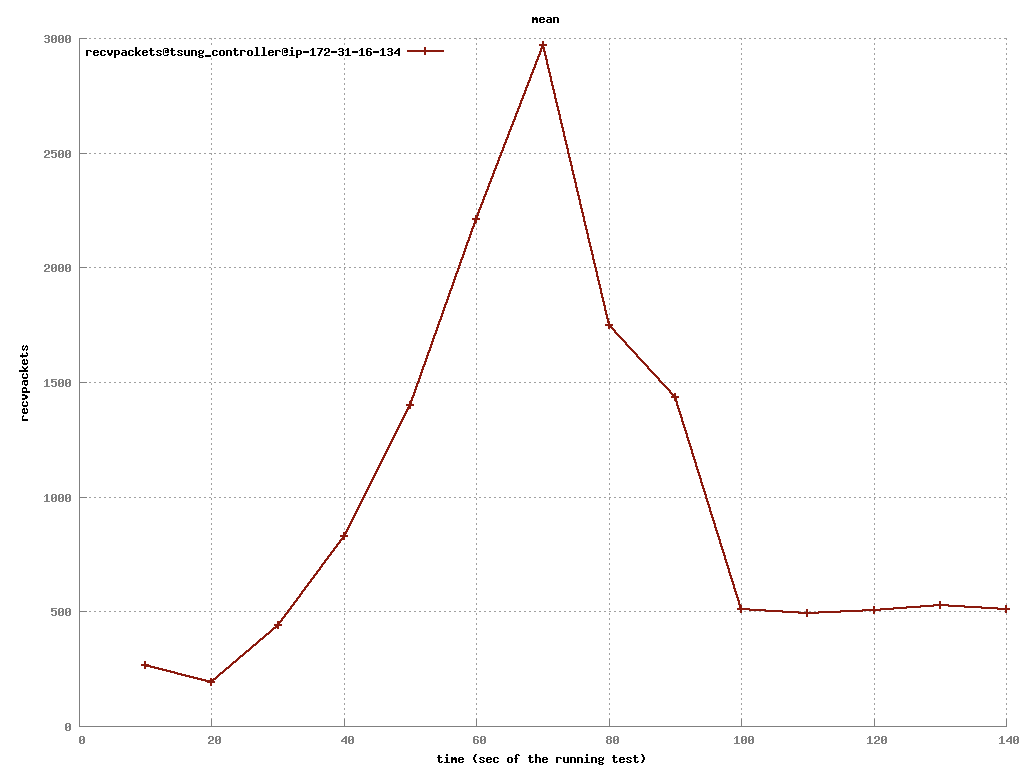 mean
recvpackets@tsung_controller@ip-172-31-16-134
3000
2500
2000
1500
1000
500
0
recvpackets
0 20 40 60 80 100 120 140
time (sec of the running test)